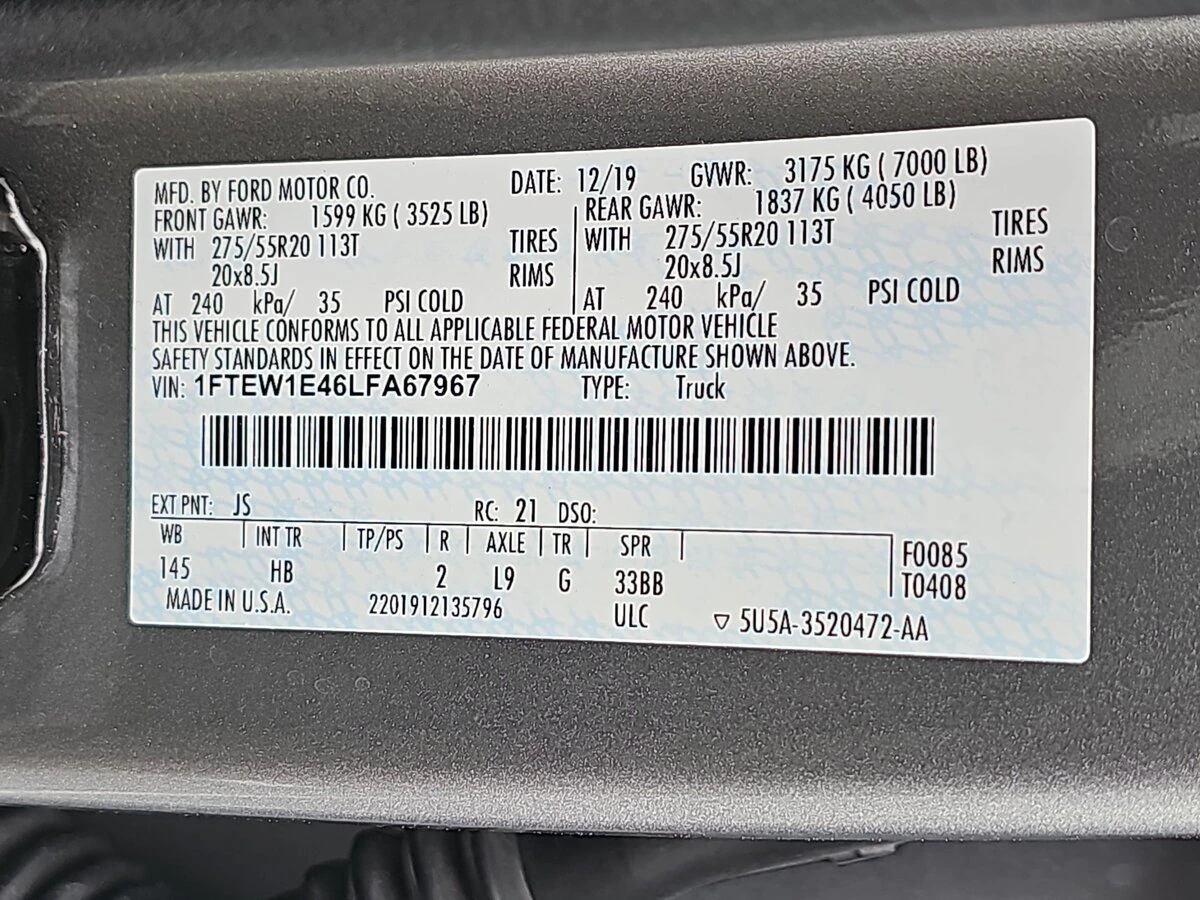 MFD. BY FORD MOTOR CO. DATE: 12/19 GVWR: 3175 KG ( 7000 LB)
FRONT GAWR: 1599 KG ( 3525 LB) REAR GAWR: 1837 KG ( 4050 LB)
WITH 275/55R20 113T TIRES WITH 275/55R20 113T TIRES
20x8.5J RIMS 20x8.5J RIMS
AT 240 kPa/ 35 PSI COLD AT 240 kPa/ 35 PSI COLD
THIS VEHICLE CONFORMS TO ALL APPLICABLE FEDERAL MOTOR VEHICLE
SAFETY STANDARDS IN EFFECT ON THE DATE OF MANUFACTURE SHOWN ABOVE.
VIN: 1FTEW1E46LFA67967 TYPE: Truck
EXT PNT: JS RC: 21 DSO:
WB INT TR TP/PS R AXLE TR SPR F0085
145 HB 2 L9 G 33BB T0408
MADE IN U.S.A. 2201912135796 ULC ▽ 5U5A-3520472-AA